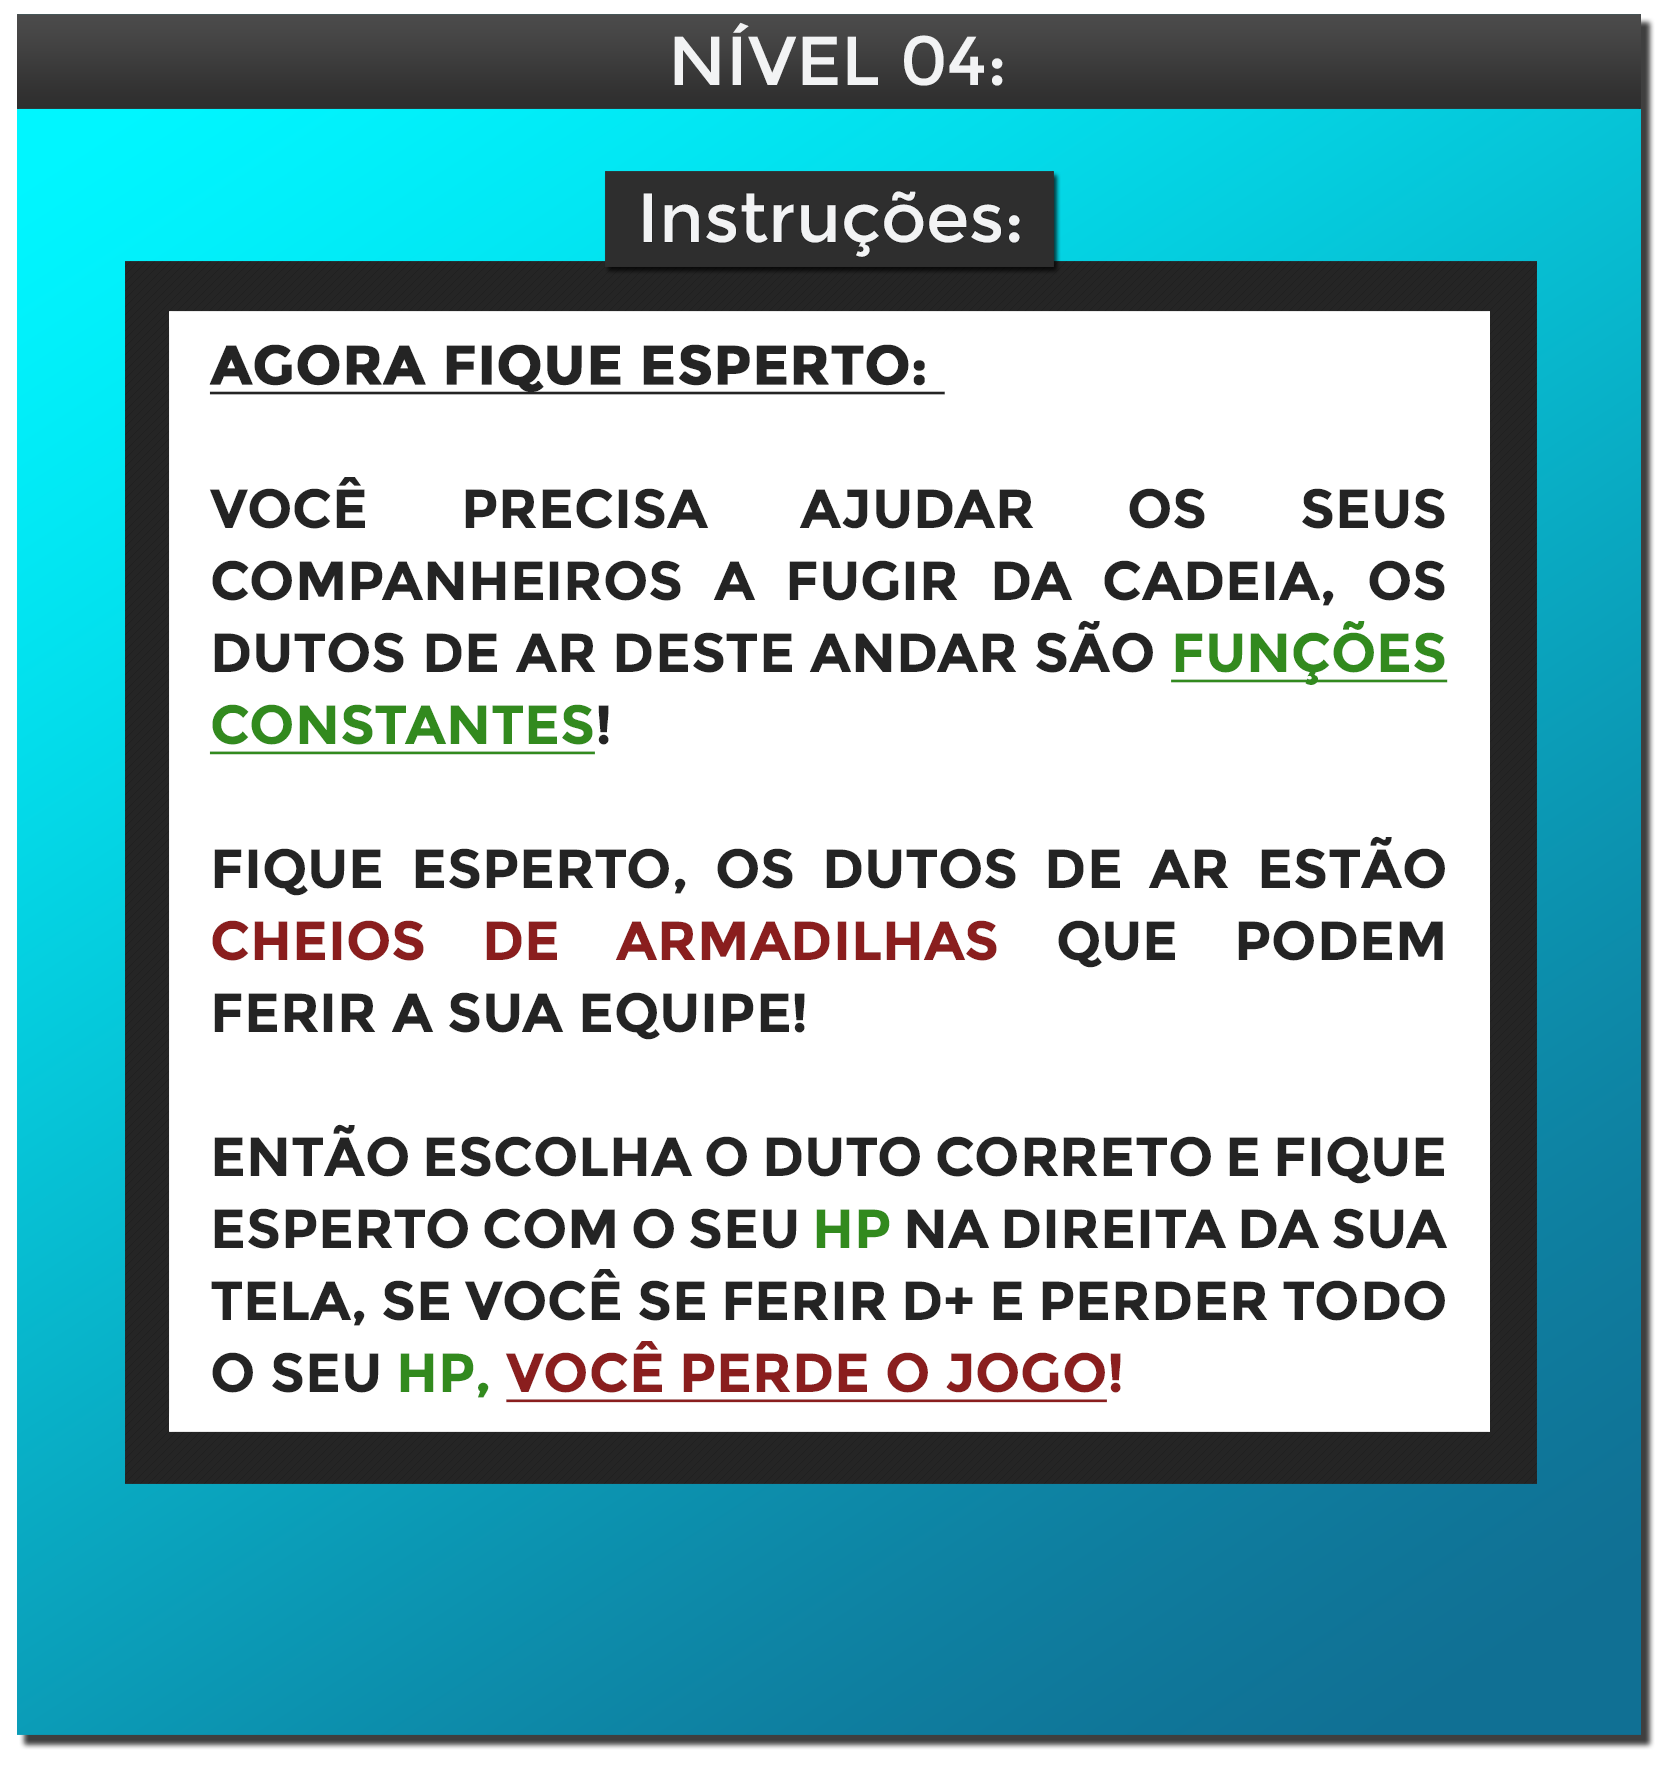 NÍVEL 04:
Instruções:
AGORA FIQUE ESPERTO:
VOCÊ PRECISA AJUDAR OS SEUS
COMPANHEIROS A FUGIR DA CADEIA, OS
DUTOS DE AR DESTE ANDAR SÃO FUNÇÕES
CONSTANTES!
FIQUE ESPERTO, OS DUTOS DE AR ESTÃO
CHEIOS DE ARMADILHAS QUE PODEM
FERIR A SUA EQUIPE!
ENTÃO ESCOLHA O DUTO CORRETO E FIQUE
ESPERTO COM O SEU HP NA DIREITA DA SUA
TELA, SE VOCÊ SE FERIR D+ E PERDER TODO
O SEU HP, VOCÊ PERDE O JOGO!